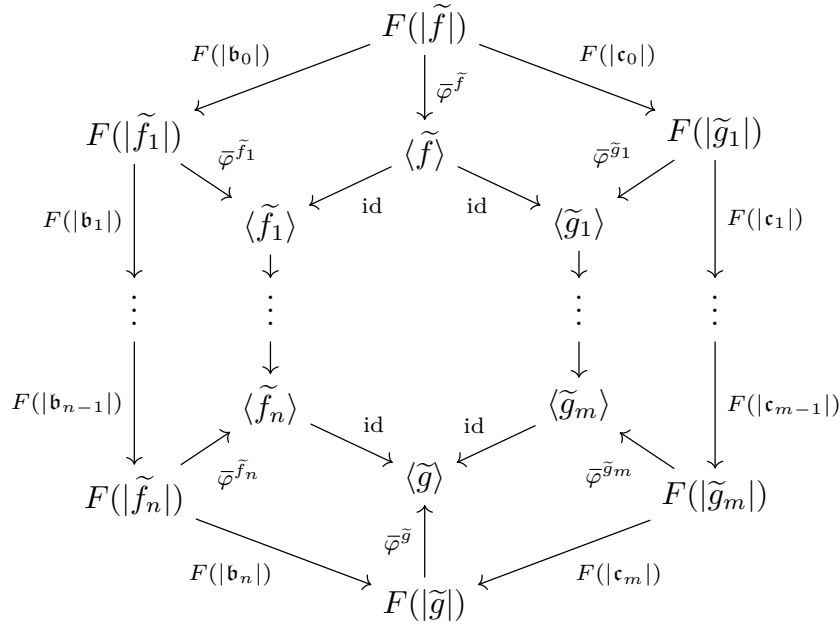 $F(|\widetilde{f}|)$
$F(|\mathfrak{b}_0|)$ $F(|\mathfrak{c}_0|)$
$\bar{\varphi}^{\widetilde{f}}$
$F(|\widetilde{f}_1|)$ $\langle\widetilde{f}\rangle$ $F(|\widetilde{g}_1|)$
$\bar{\varphi}^{\widetilde{f}_1}$ $\bar{\varphi}^{\widetilde{g}_1}$
id id
$F(|\mathfrak{b}_1|)$ $\langle\widetilde{f}_1\rangle$ $\langle\widetilde{g}_1\rangle$ $F(|\mathfrak{c}_1|)$
⋮ ⋮ ⋮ ⋮
$F(|\mathfrak{b}_{n-1}|)$ $\langle\widetilde{f}_n\rangle$ $\langle\widetilde{g}_m\rangle$ $F(|\mathfrak{c}_{m-1}|)$
id id
$\bar{\varphi}^{\widetilde{f}_n}$ $\bar{\varphi}^{\widetilde{g}_m}$
$F(|\widetilde{f}_n|)$ $\langle\widetilde{g}\rangle$ $F(|\widetilde{g}_m|)$
$\bar{\varphi}^{\widetilde{g}}$
$F(|\mathfrak{b}_n|)$ $F(|\mathfrak{c}_m|)$
$F(|\widetilde{g}|)$